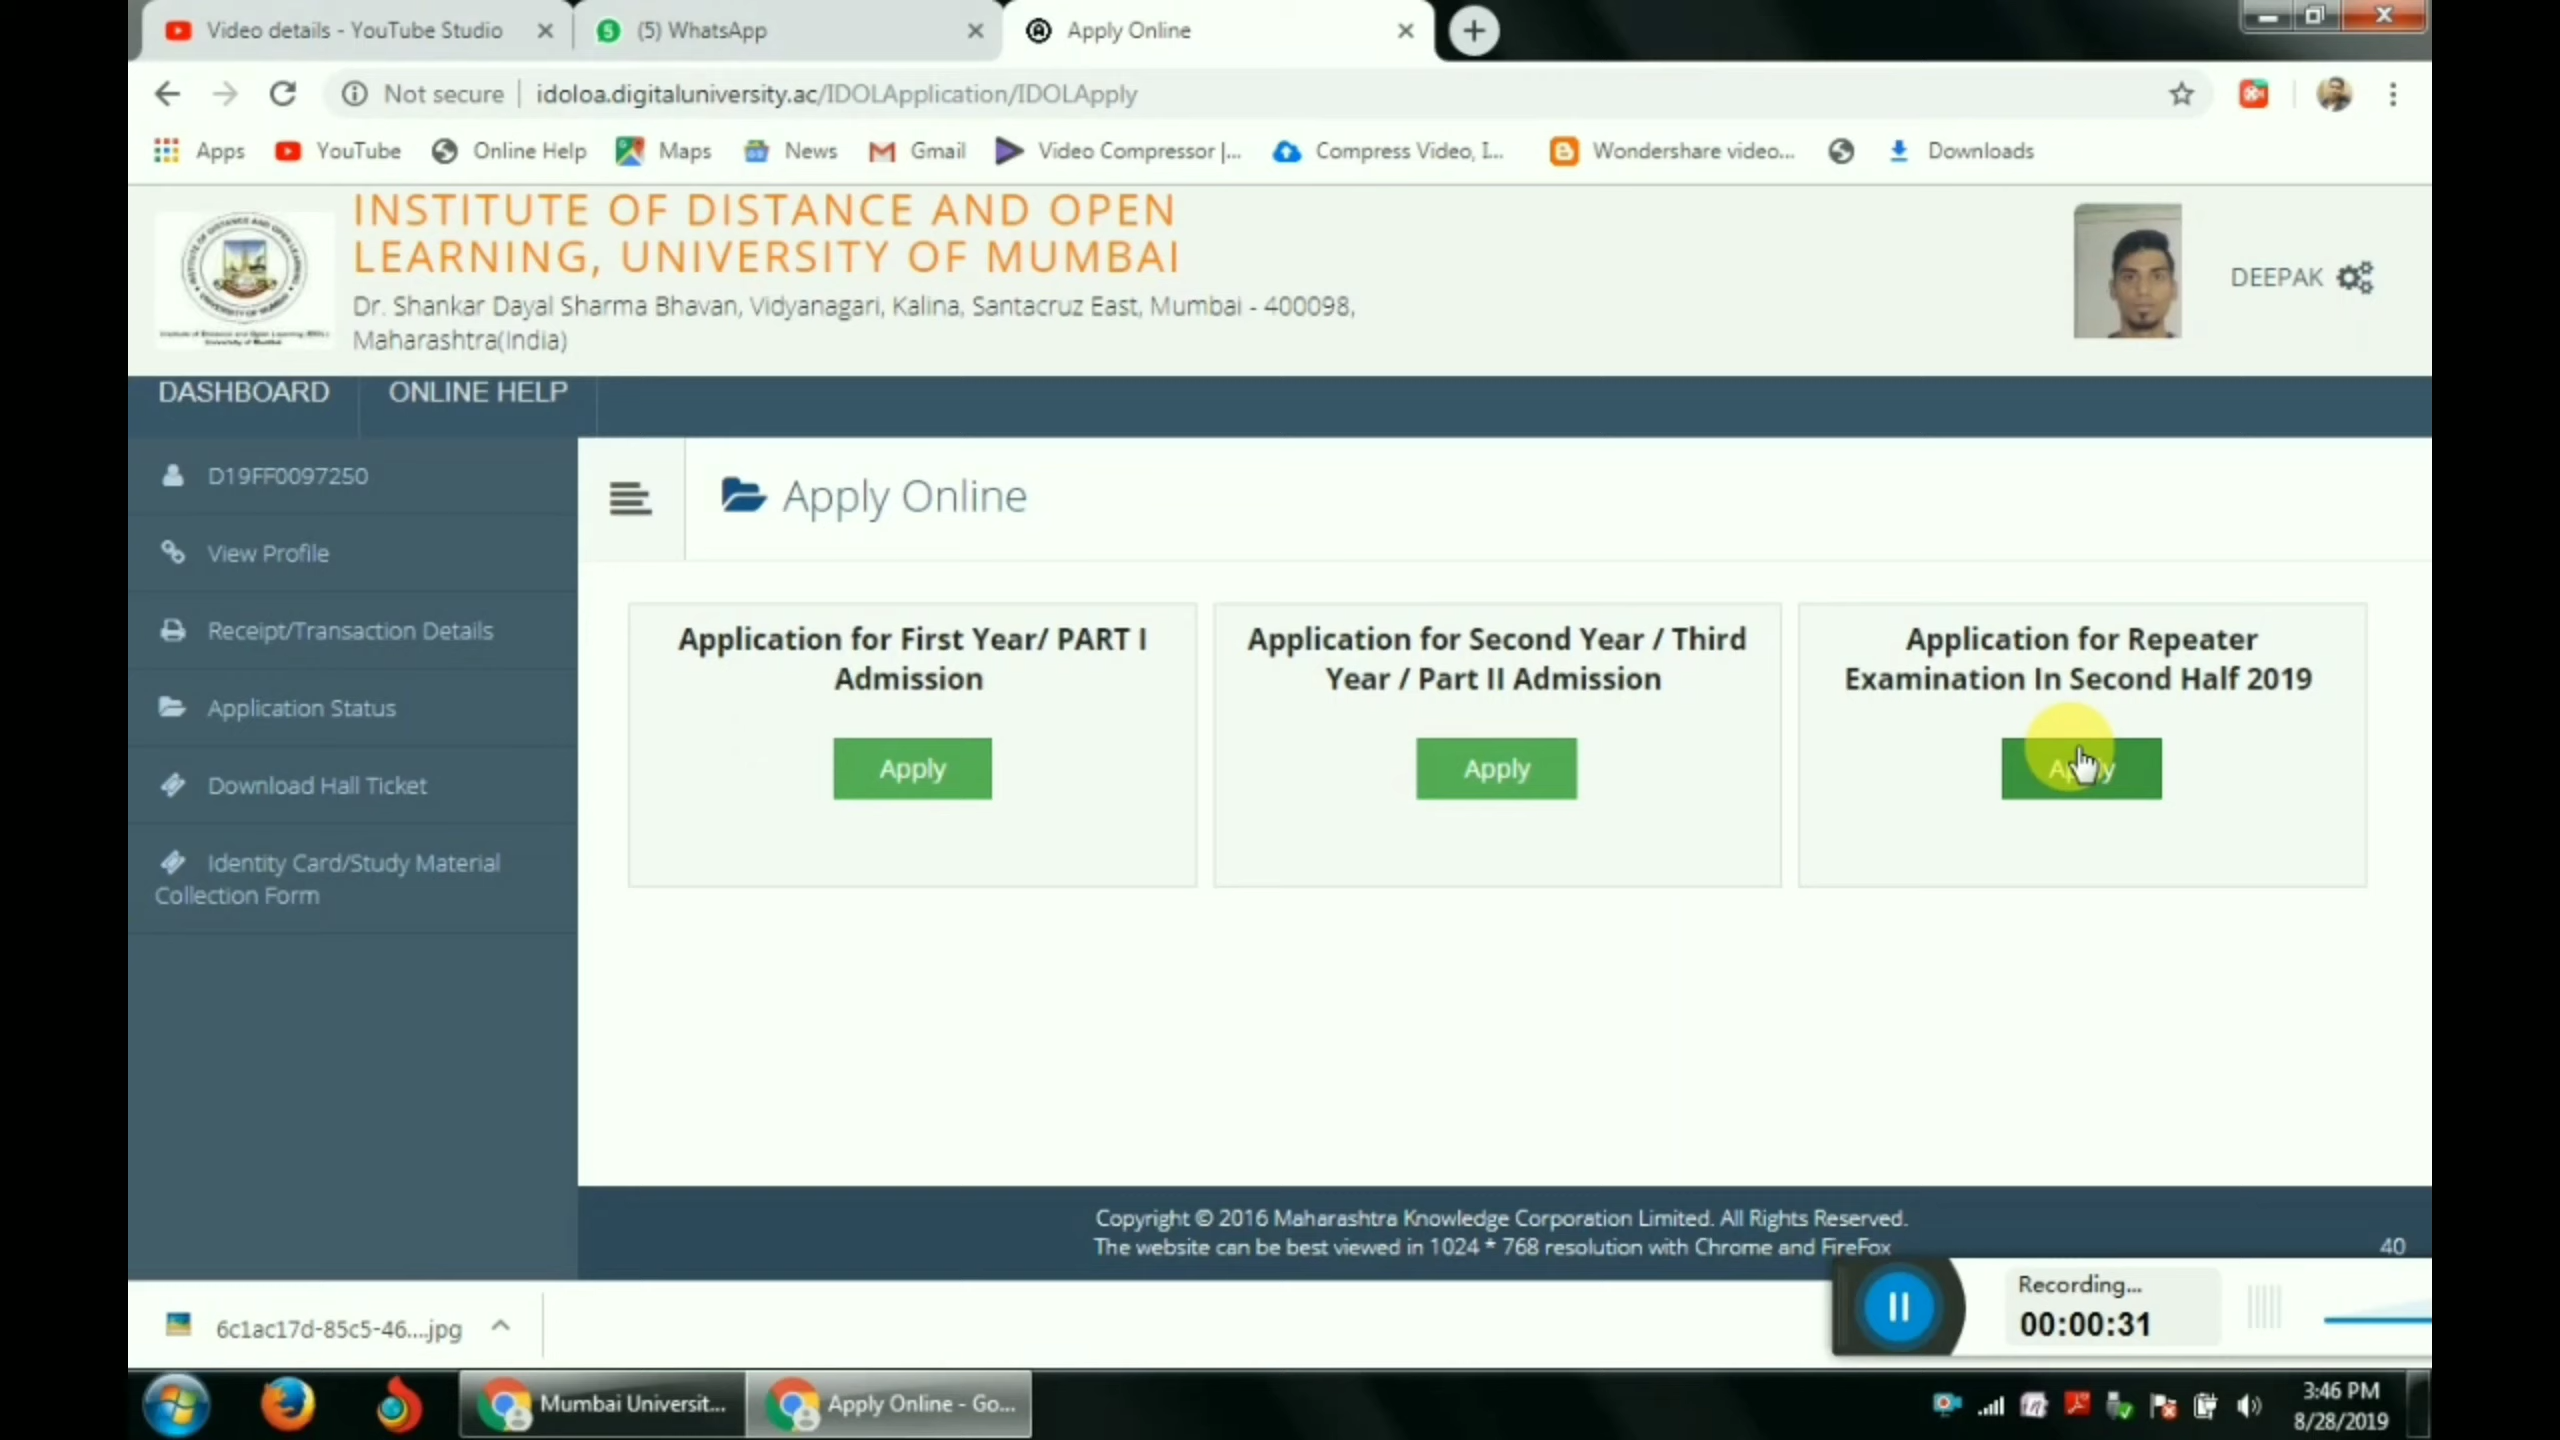 Video details - YouTube Studio
(5) WhatsApp
Apply Online
Not secure
idoloa.digitaluniversity.ac/IDOLApplication/IDOLApply
Apps
YouTube
Online Help
Maps
News
Gmail
Video Compressor |...
Compress Video, I...
Wondershare video...
Downloads
INSTITUTE OF DISTANCE AND OPEN
LEARNING, UNIVERSITY OF MUMBAI
Dr. Shankar Dayal Sharma Bhavan, Vidyanagari, Kalina, Santacruz East, Mumbai - 400098,
Maharashtra(India)
DEEPAK
DASHBOARD
ONLINE HELP
D19FF0097250
View Profile
Receipt/Transaction Details
Application Status
Download Hall Ticket
Identity Card/Study Material
Collection Form
Apply Online
Application for First Year/ PART I
Admission
Apply
Application for Second Year / Third
Year / Part II Admission
Apply
Application for Repeater
Examination In Second Half 2019
Apply
Copyright © 2016 Maharashtra Knowledge Corporation Limited. All Rights Reserved.
The website can be best viewed in 1024 * 768 resolution with Chrome and FireFox
40
Recording...
00:00:31
6c1ac17d-85c5-46....jpg
Mumbai Universit...
Apply Online - Go...
3:46 PM
8/28/2019